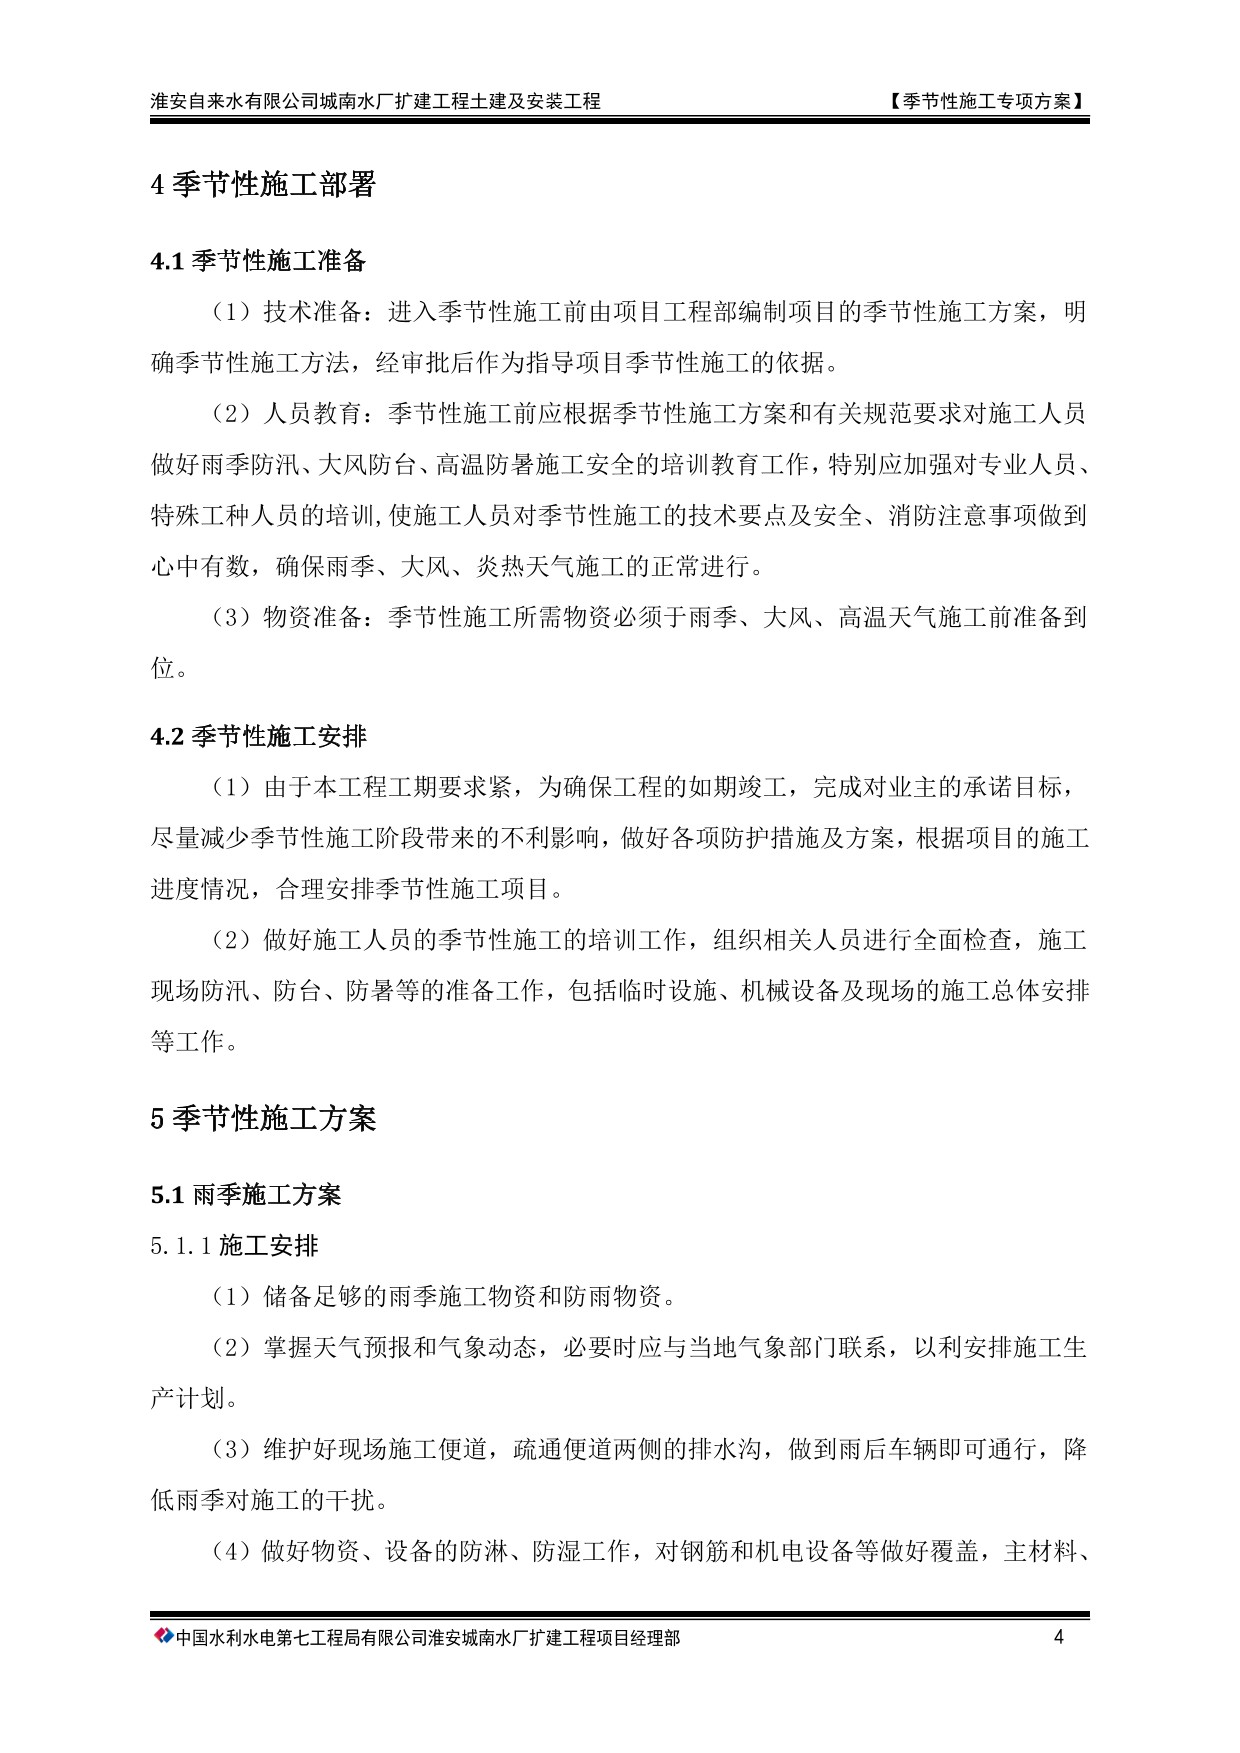 淮安自来水有限公司城南水厂扩建工程土建及安装工程 【季节性施工专项方案】
4 季节性施工部署
4.1 季节性施工准备
（1）技术准备：进入季节性施工前由项目工程部编制项目的季节性施工方案，明
确季节性施工方法，经审批后作为指导项目季节性施工的依据。
（2）人员教育：季节性施工前应根据季节性施工方案和有关规范要求对施工人员
做好雨季防汛、大风防台、高温防暑施工安全的培训教育工作，特别应加强对专业人员、
特殊工种人员的培训,使施工人员对季节性施工的技术要点及安全、消防注意事项做到
心中有数，确保雨季、大风、炎热天气施工的正常进行。
（3）物资准备：季节性施工所需物资必须于雨季、大风、高温天气施工前准备到
位。
4.2 季节性施工安排
（1）由于本工程工期要求紧，为确保工程的如期竣工，完成对业主的承诺目标，
尽量减少季节性施工阶段带来的不利影响，做好各项防护措施及方案，根据项目的施工
进度情况，合理安排季节性施工项目。
（2）做好施工人员的季节性施工的培训工作，组织相关人员进行全面检查，施工
现场防汛、防台、防暑等的准备工作，包括临时设施、机械设备及现场的施工总体安排
等工作。
5 季节性施工方案
5.1 雨季施工方案
5.1.1 施工安排
（1）储备足够的雨季施工物资和防雨物资。
（2）掌握天气预报和气象动态，必要时应与当地气象部门联系，以利安排施工生
产计划。
（3）维护好现场施工便道，疏通便道两侧的排水沟，做到雨后车辆即可通行，降
低雨季对施工的干扰。
（4）做好物资、设备的防淋、防湿工作，对钢筋和机电设备等做好覆盖，主材料、
中国水利水电第七工程局有限公司淮安城南水厂扩建工程项目经理部 4